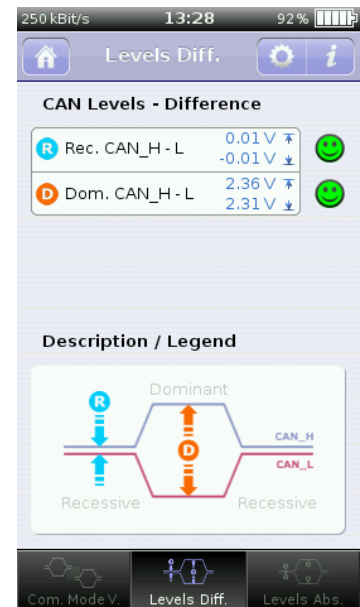 250 kBit/s 13:28 92 %
Levels Diff. i
CAN Levels - Difference
R Rec. CAN_H - L 0.01 V
-0.01 V
D Dom. CAN_H - L 2.36 V
2.31 V
Description / Legend
Dominant
R
D
CAN_H
CAN_L
Recessive Recessive
Com. Mode V. Levels Diff. Levels Abs.